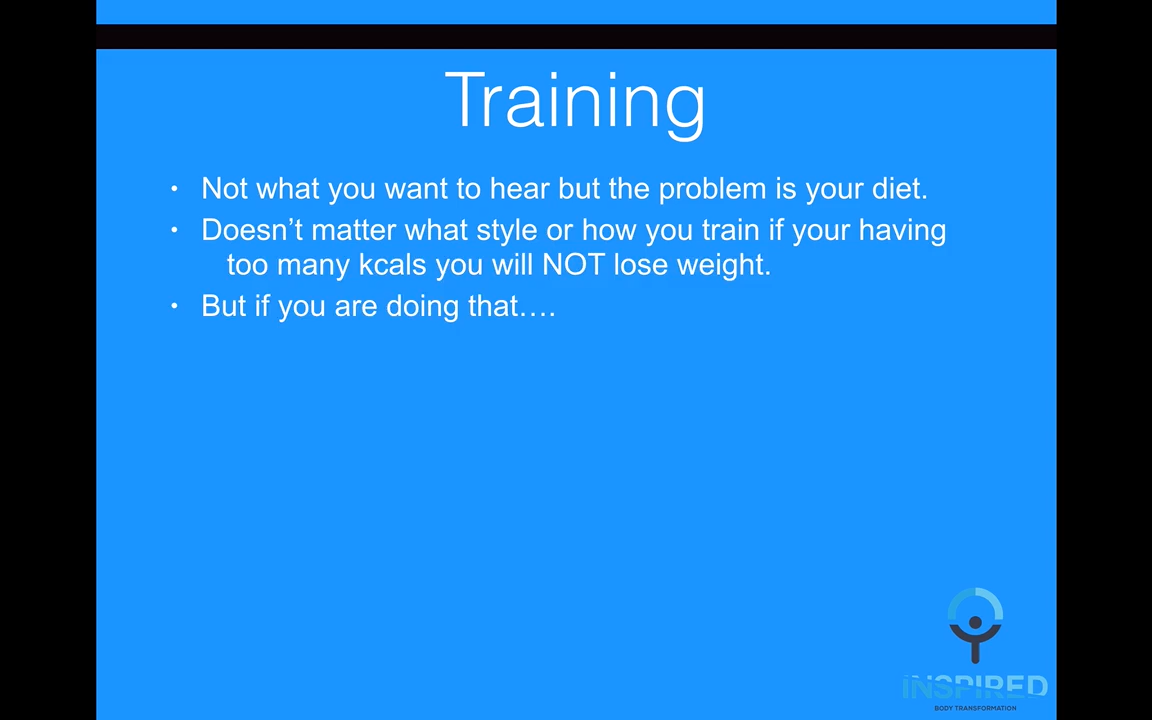 Training
• Not what you want to hear but the problem is your diet.
• Doesn’t matter what style or how you train if your having
too many kcals you will NOT lose weight.
• But if you are doing that….
iNSPIRED
BODY TRANSFORMATION